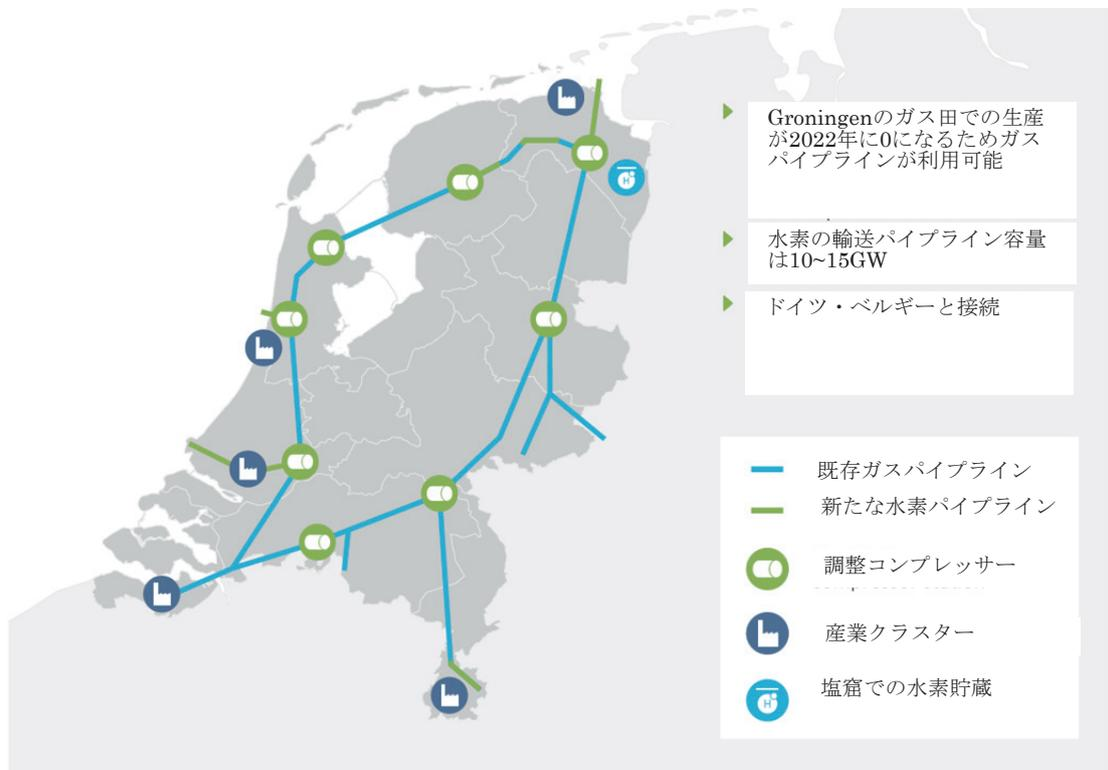 Groningenのガス田での生産
が2022年に0になるためガス
パイプラインが利用可能
水素の輸送パイプライン容量
は10~15GW
ドイツ・ベルギーと接続
既存ガスパイプライン
新たな水素パイプライン
調整コンプレッサー
産業クラスター
塩窟での水素貯蔵